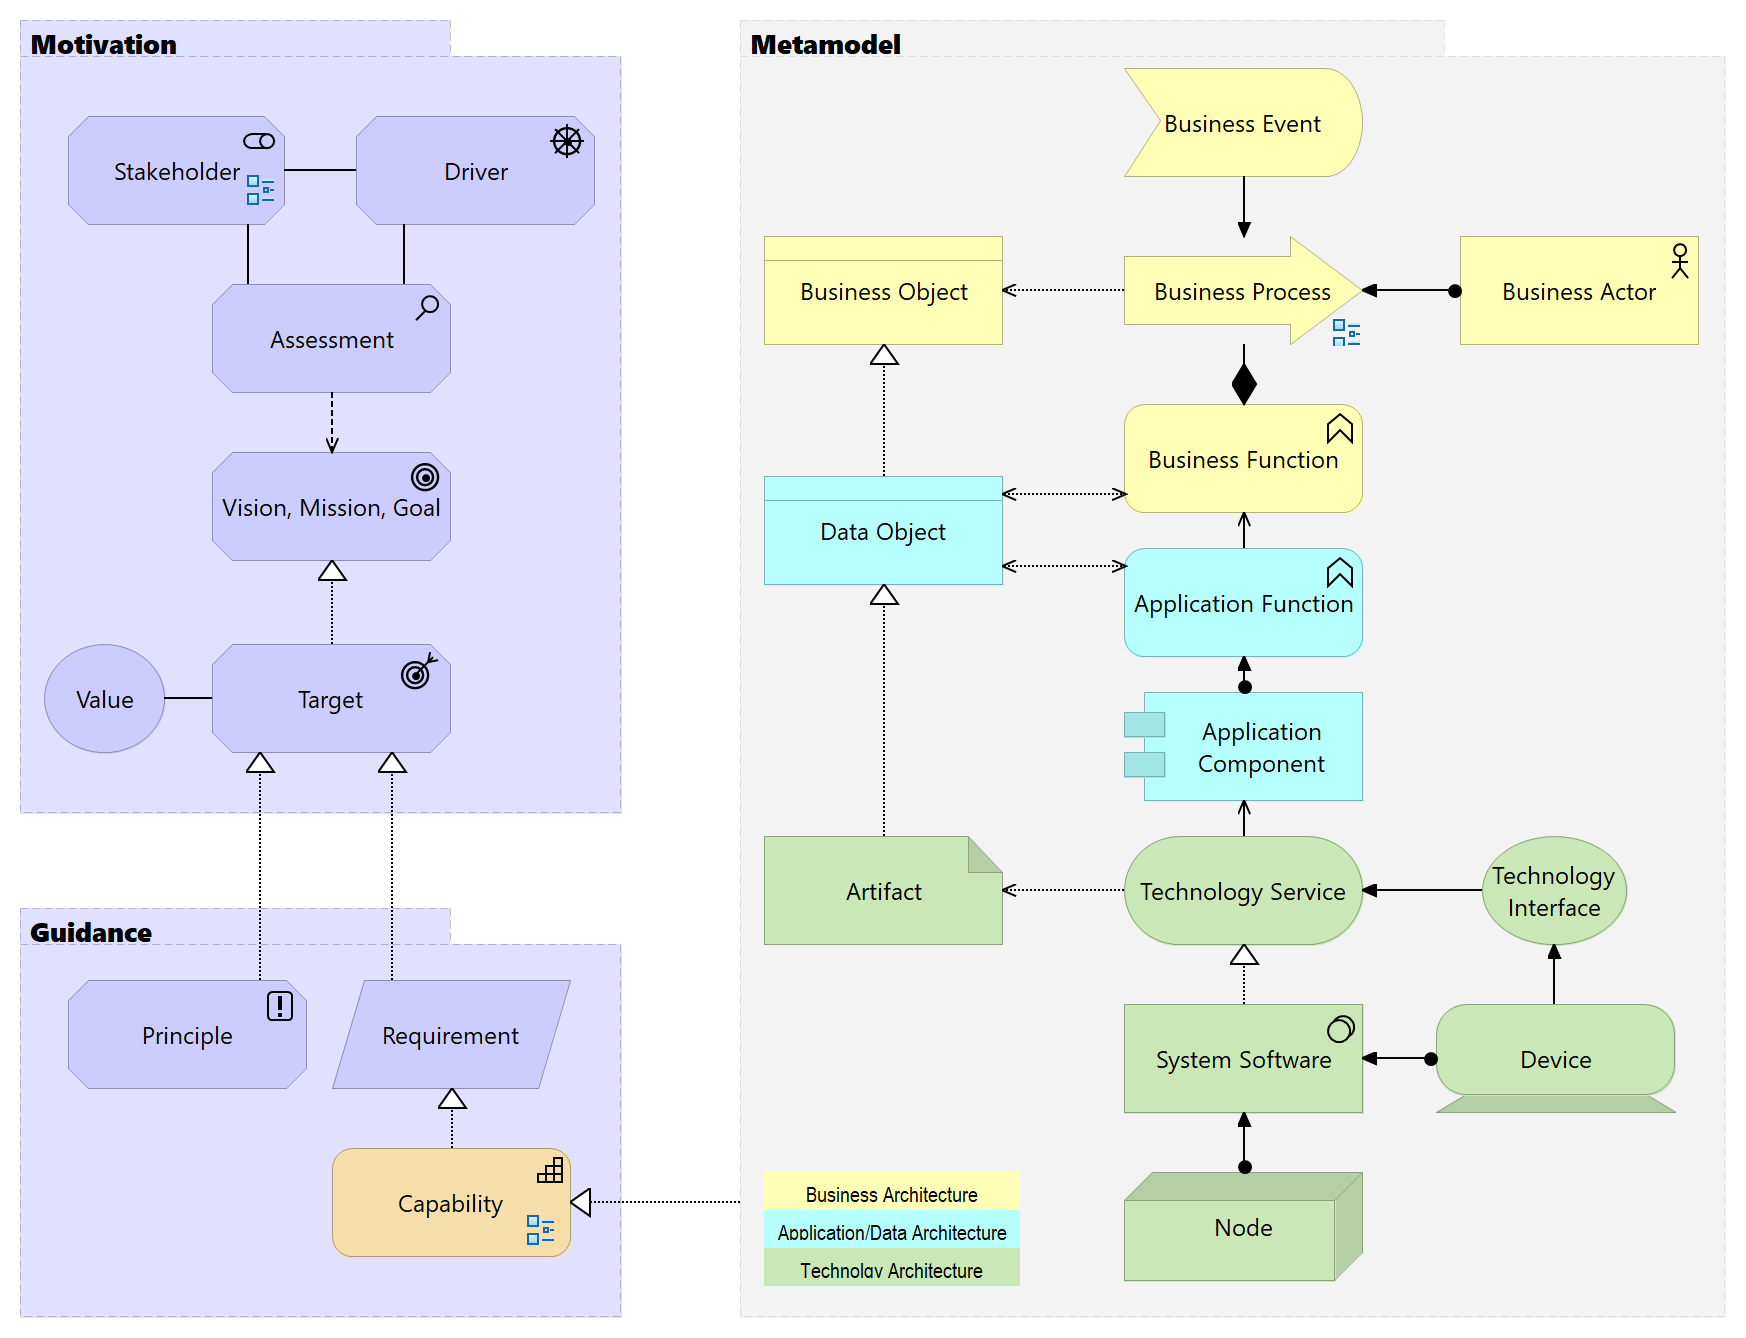 Motivation
Stakeholder
Driver
Assessment
Vision, Mission, Goal
Value
Target
Guidance
Principle
Requirement
Capability
Metamodel
Business Event
Business Object
Business Process
Business Actor
Business Function
Data Object
Application Function
Application
Component
Artifact
Technology Service
Technology
Interface
System Software
Device
Node
Business Architecture
Application/Data Architecture
Technolgy Architecture